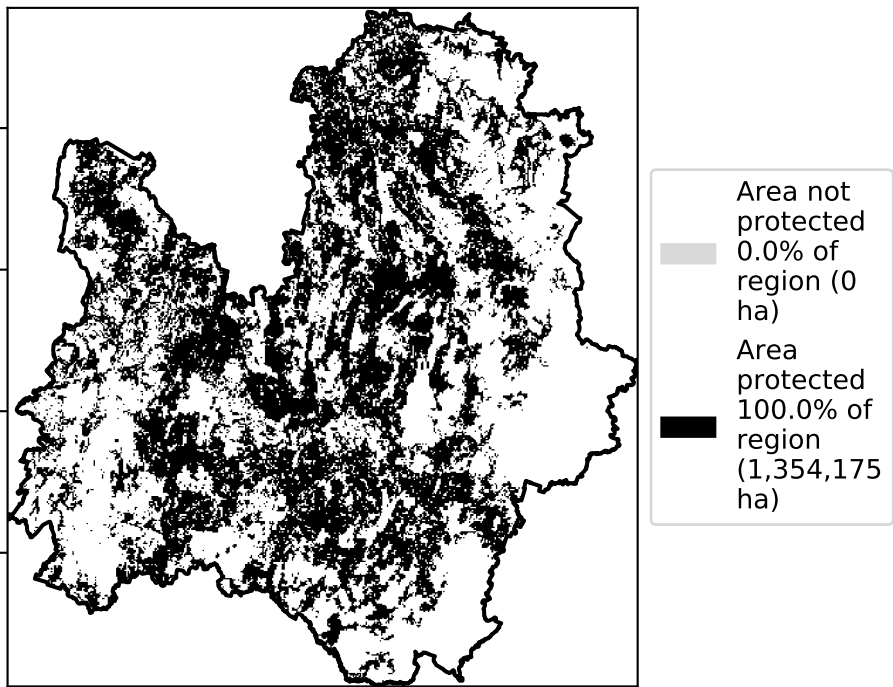 Area not
protected
0.0% of
region (0
ha)
Area
protected
100.0% of
region
(1,354,175
ha)